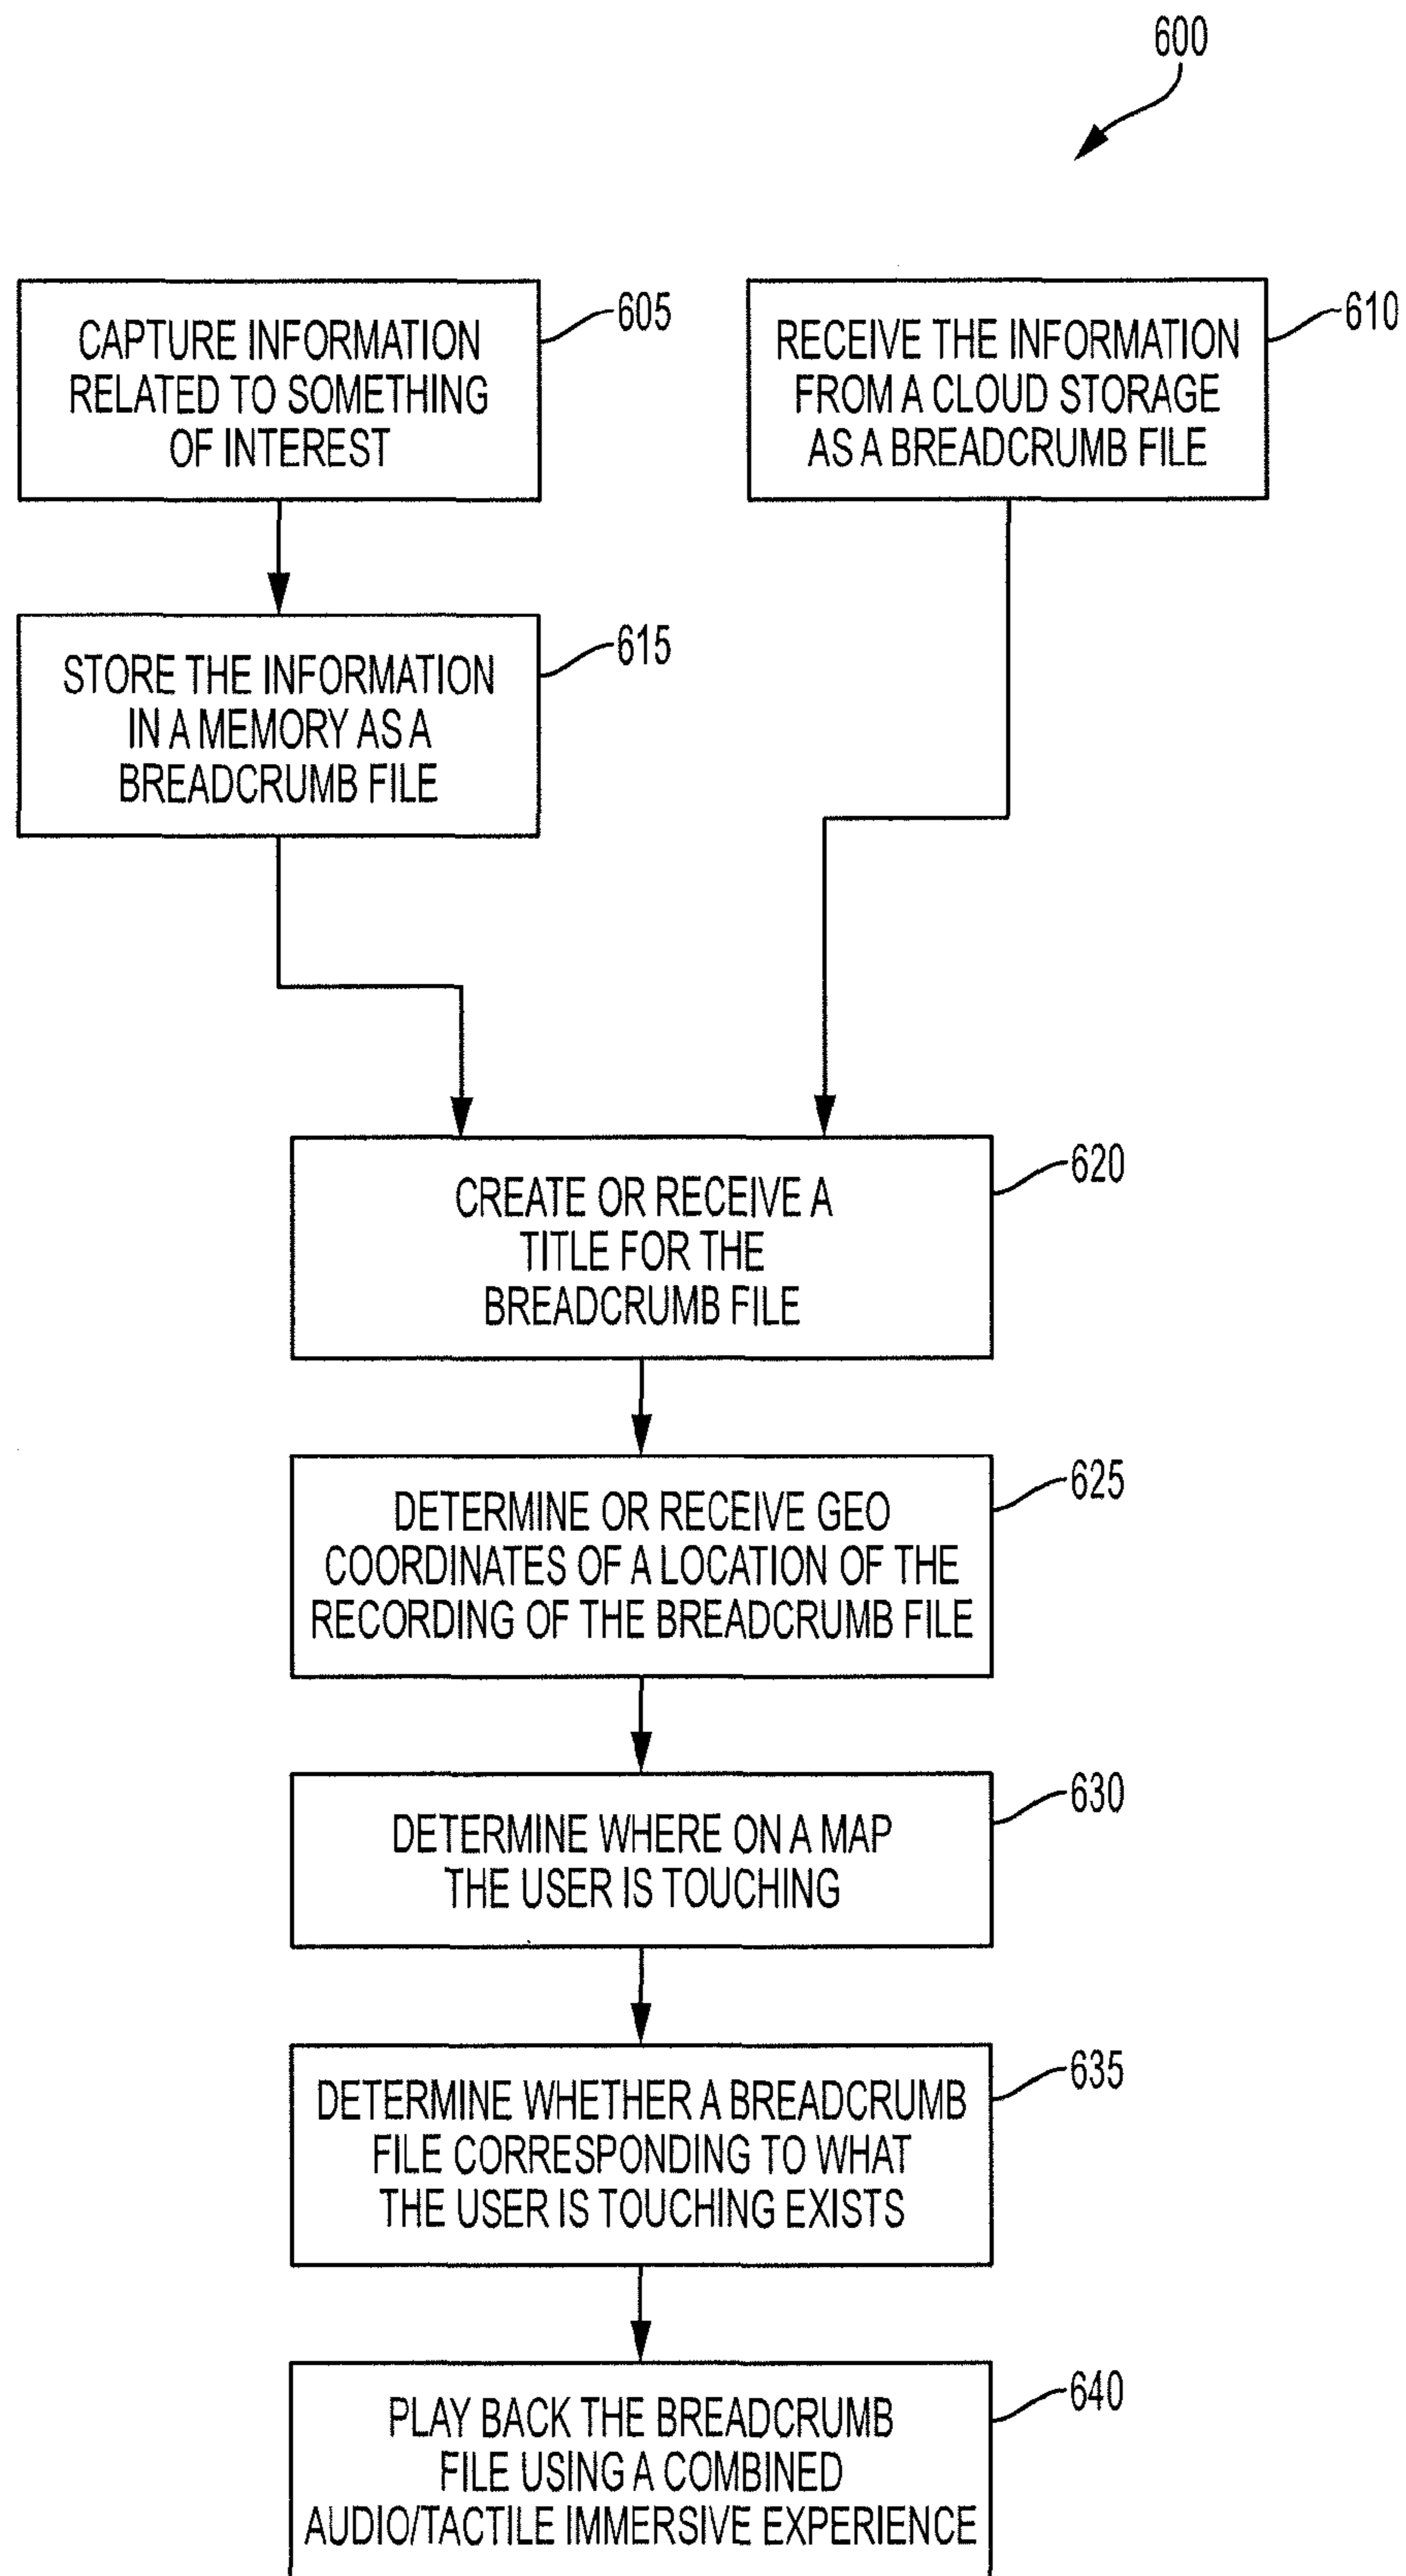 600
CAPTURE INFORMATION
RELATED TO SOMETHING
OF INTEREST
605
RECEIVE THE INFORMATION
FROM A CLOUD STORAGE
AS A BREADCRUMB FILE
610
STORE THE INFORMATION
IN A MEMORY AS A
BREADCRUMB FILE
615
CREATE OR RECEIVE A
TITLE FOR THE
BREADCRUMB FILE
620
DETERMINE OR RECEIVE GEO
COORDINATES OF A LOCATION OF THE
RECORDING OF THE BREADCRUMB FILE
625
DETERMINE WHERE ON A MAP
THE USER IS TOUCHING
630
DETERMINE WHETHER A BREADCRUMB
FILE CORRESPONDING TO WHAT
THE USER IS TOUCHING EXISTS
635
PLAY BACK THE BREADCRUMB
FILE USING A COMBINED
AUDIO/TACTILE IMMERSIVE EXPERIENCE
640